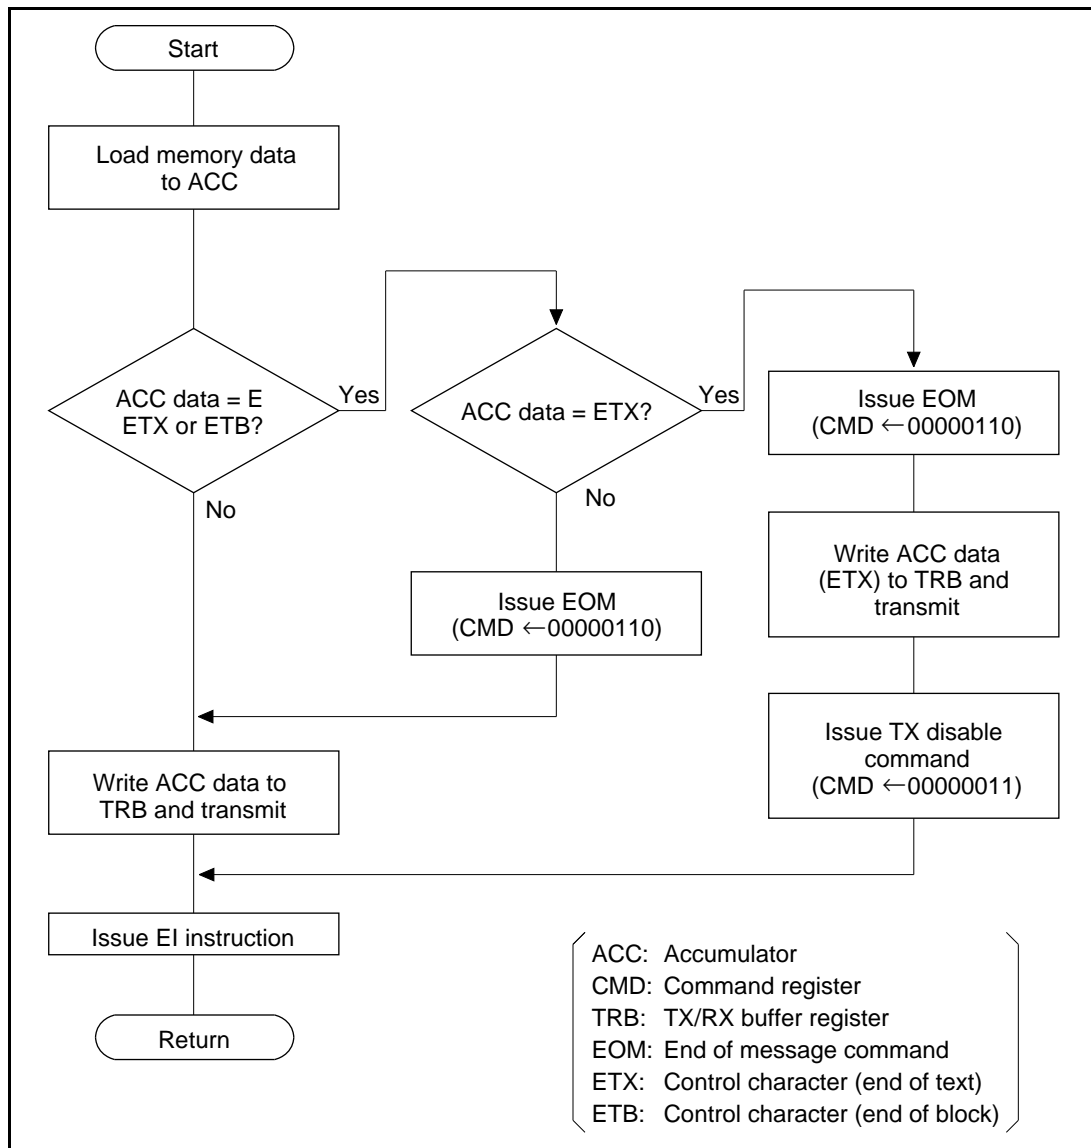 Start
Load memory data
to ACC
ACC data = E
ETX or ETB?
Yes
No
ACC data = ETX?
Yes
No
Issue EOM
(CMD ←00000110)
Issue EOM
(CMD ←00000110)
Write ACC data
(ETX) to TRB and
transmit
Issue TX disable
command
(CMD ←00000011)
Write ACC data to
TRB and transmit
Issue EI instruction
Return
ACC: Accumulator
CMD: Command register
TRB: TX/RX buffer register
EOM: End of message command
ETX: Control character (end of text)
ETB: Control character (end of block)